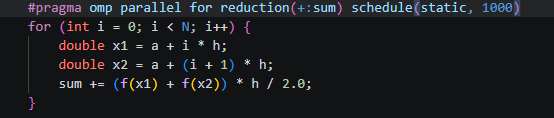 #pragma omp parallel for reduction(+:sum) schedule(static, 1000)
for (int i = 0; i < N; i++) {
    double x1 = a + i * h;
    double x2 = a + (i + 1) * h;
    sum += (f(x1) + f(x2)) * h / 2.0;
}